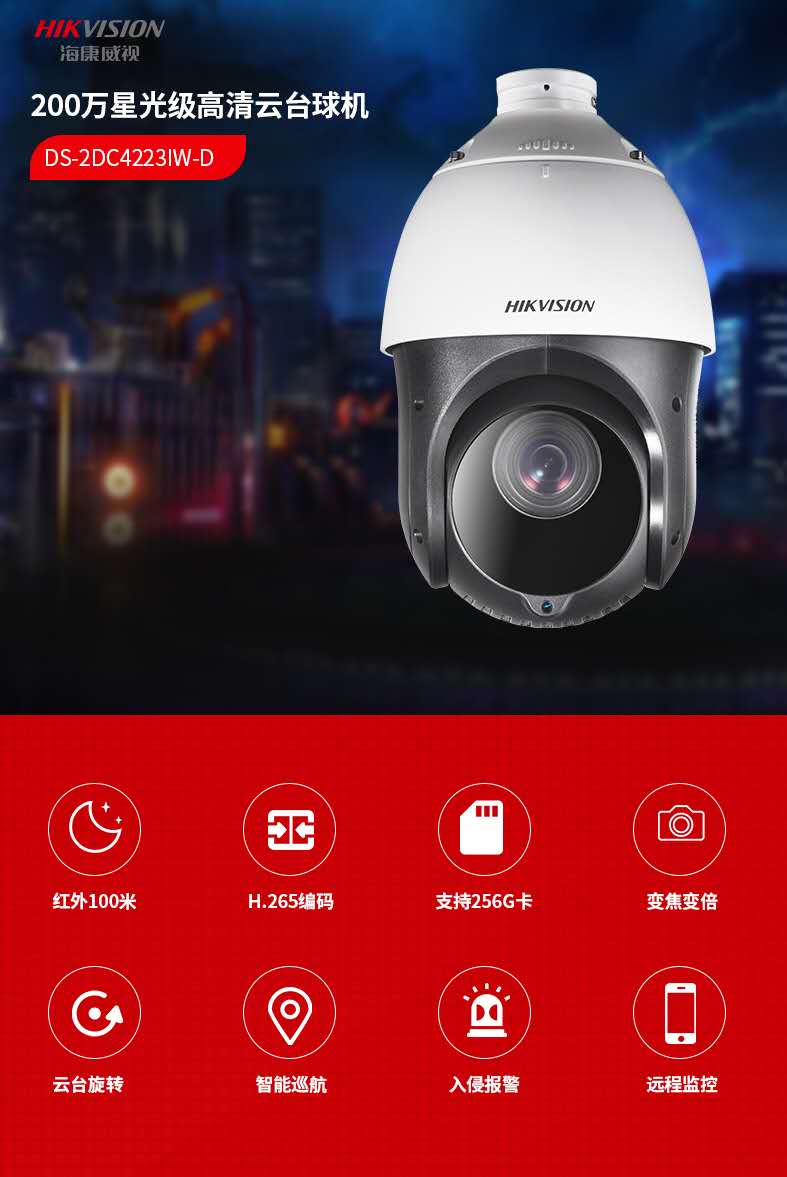 HIKVISION
海康威视
200万星光级高清云台球机
DS-2DC4223IW-D
HIKVISION
红外100米
H.265编码
支持256G卡
变焦变倍
云台旋转
智能巡航
入侵报警
远程监控